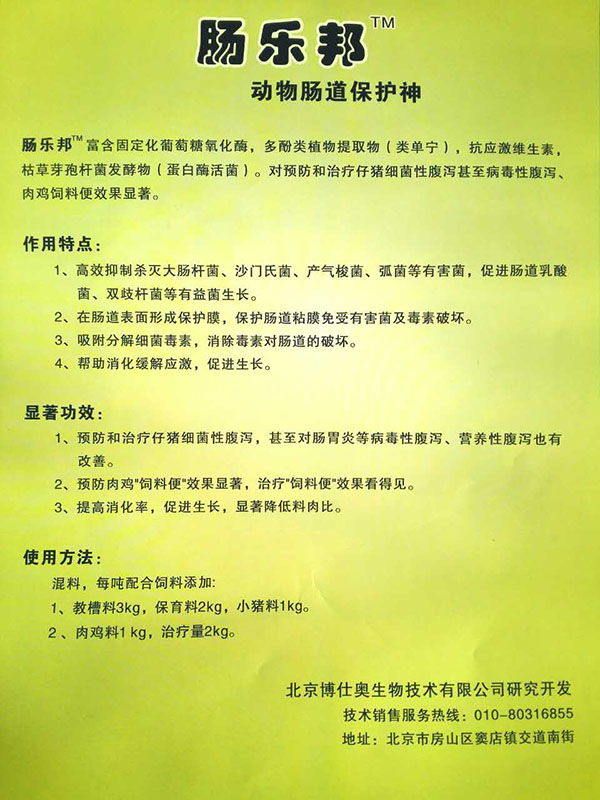 肠乐邦™
动物肠道保护神
肠乐邦™富含固定化葡萄糖氧化酶，多酚类植物提取物（类单宁），抗应激维生素，
枯草芽孢杆菌发酵物（蛋白酶活菌）。对预防和治疗仔猪细菌性腹泻甚至病毒性腹泻、
肉鸡饲料便效果显著。
作用特点：
1、高效抑制杀灭大肠杆菌、沙门氏菌、产气梭菌、弧菌等有害菌，促进肠道乳酸
菌、双歧杆菌等有益菌生长。
2、在肠道表面形成保护膜，保护肠道粘膜免受有害菌及毒素破坏。
3、吸附分解细菌毒素，消除毒素对肠道的破坏。
4、帮助消化缓解应激，促进生长。
显著功效：
1、预防和治疗仔猪细菌性腹泻，甚至对肠胃炎等病毒性腹泻、营养性腹泻也有
改善。
2、预防肉鸡"饲料便"效果显著，治疗"饲料便"效果看得见。
3、提高消化率，促进生长，显著降低料肉比。
使用方法：
混料，每吨配合饲料添加:
1、教槽料3kg，保育料2kg，小猪料1kg。
2、肉鸡料1kg，治疗量2kg。
北京博仕奥生物技术有限公司研究开发
技术销售服务热线：010-80316855
地址：北京市房山区窦店镇交道南街